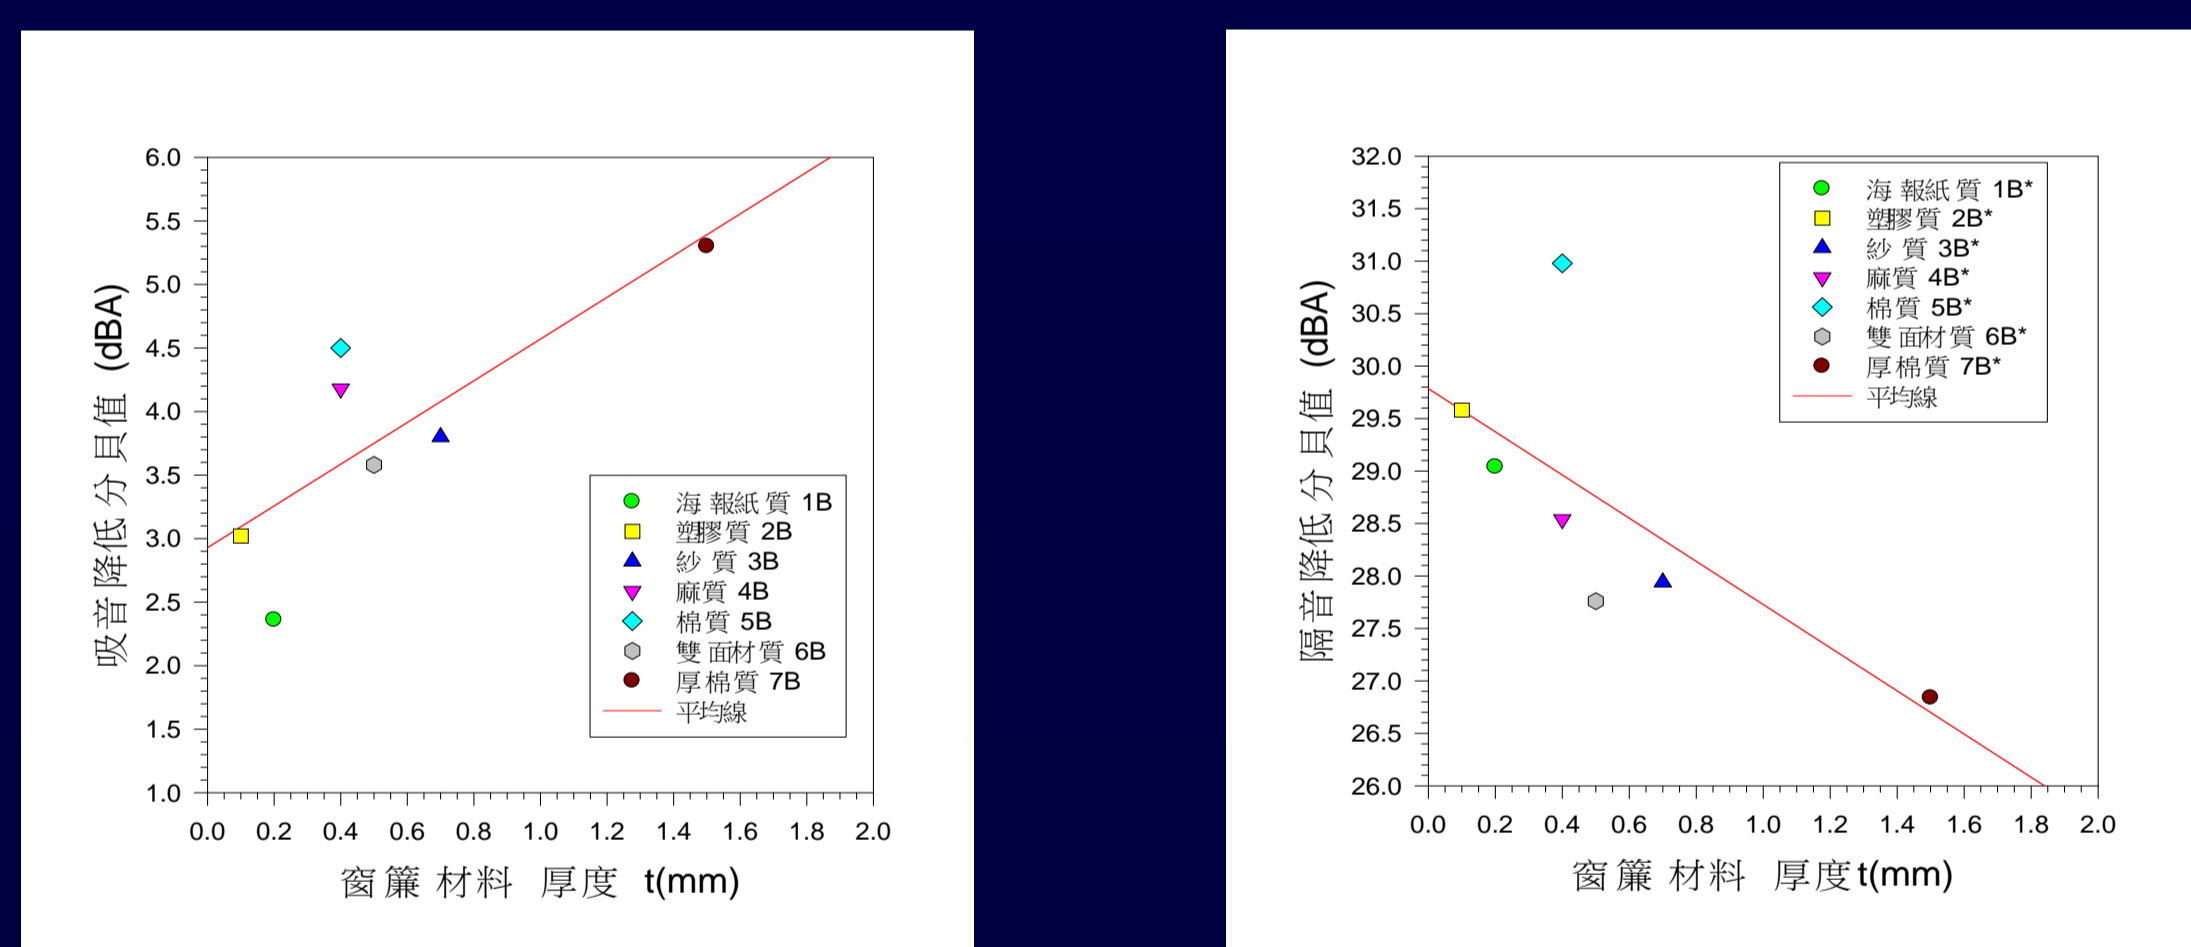 6.0
5.5
5.0
4.5
4.0
3.5
3.0
2.5
2.0
1.5
1.0
吸音降低分貝值 (dBA)
海報紙質 1B
塑膠質 2B
紗質 3B
麻質 4B
棉質 5B
雙面材質 6B
厚棉質 7B
平均線
0.0 0.2 0.4 0.6 0.8 1.0 1.2 1.4 1.6 1.8 2.0
窗簾材料 厚度 t(mm)
32.0
31.5
31.0
30.5
30.0
29.5
29.0
28.5
28.0
27.5
27.0
26.5
26.0
隔音降低分貝值 (dBA)
海報紙質 1B*
塑膠質 2B*
紗質 3B*
麻質 4B*
棉質 5B*
雙面材質 6B*
厚棉質 7B*
平均線
0.0 0.2 0.4 0.6 0.8 1.0 1.2 1.4 1.6 1.8 2.0
窗簾材料 厚度t(mm)